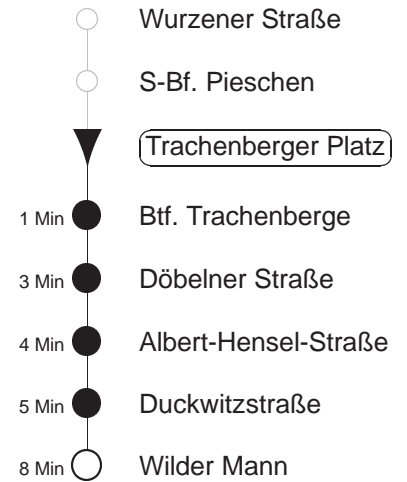 Wurzener Straße
S-Bf. Pieschen
Trachenberger Platz
1 Min Btf. Trachenberge
3 Min Döbelner Straße
4 Min Albert-Hensel-Straße
5 Min Duckwitzstraße
8 Min Wilder Mann